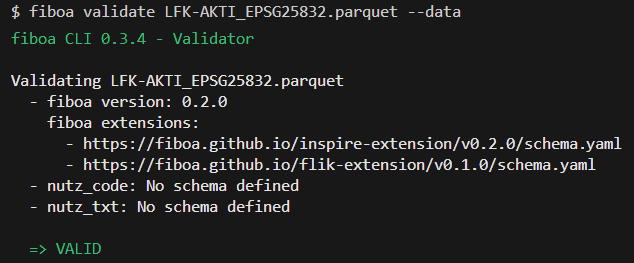 $ fiboa validate LFK-AKTI_EPSG25832.parquet --data
fiboa CLI 0.3.4 - Validator
Validating LFK-AKTI_EPSG25832.parquet
- fiboa version: 0.2.0
fiboa extensions:
- https://fiboa.github.io/inspire-extension/v0.2.0/schema.yaml
- https://fiboa.github.io/flik-extension/v0.1.0/schema.yaml
- nutz_code: No schema defined
- nutz_txt: No schema defined
=> VALID